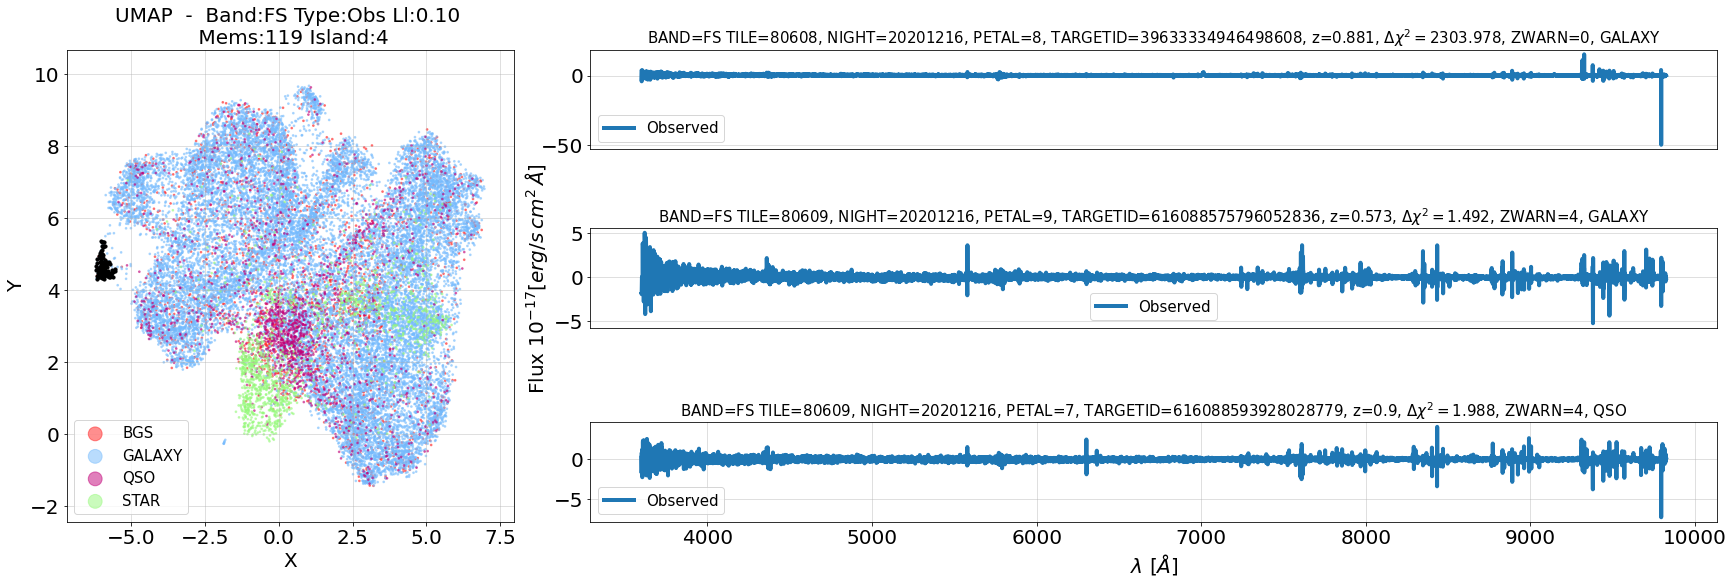 UMAP - Band:FS Type:Obs Ll:0.10
Mems:119 Island:4
10
8
6
4
2
0
−2
Y
−5.0 −2.5 0.0 2.5 5.0 7.5
X
BGS
GALAXY
QSO
STAR
Flux 10^{-17}[erg/s cm^2 Å]
BAND=FS TILE=80608, NIGHT=20201216, PETAL=8, TARGETID=39633334946498608, z=0.881, Δχ²=2303.978, ZWARN=0, GALAXY
0
−50
Observed
BAND=FS TILE=80609, NIGHT=20201216, PETAL=9, TARGETID=616088575796052836, z=0.573, Δχ²=1.492, ZWARN=4, GALAXY
5
0
−5
Observed
BAND=FS TILE=80609, NIGHT=20201216, PETAL=7, TARGETID=616088593928028779, z=0.9, Δχ²=1.988, ZWARN=4, QSO
0
−5
Observed
4000 5000 6000 7000 8000 9000 10000
λ [Å]